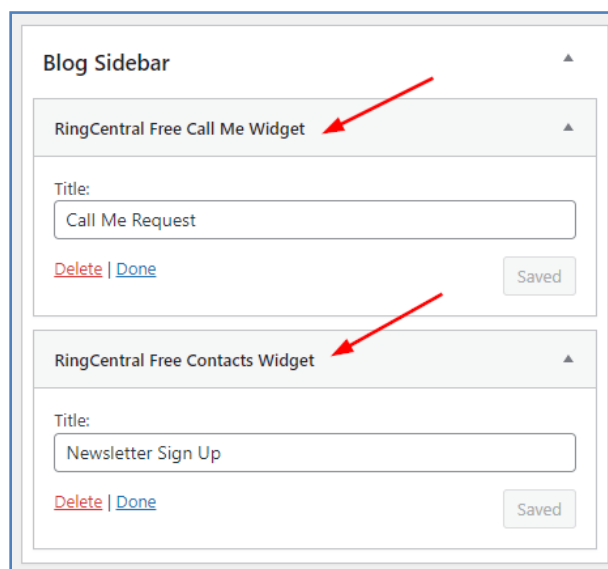 Blog Sidebar
RingCentral Free Call Me Widget
Title:
Call Me Request
Delete | Done
Saved
RingCentral Free Contacts Widget
Title:
Newsletter Sign Up
Delete | Done
Saved